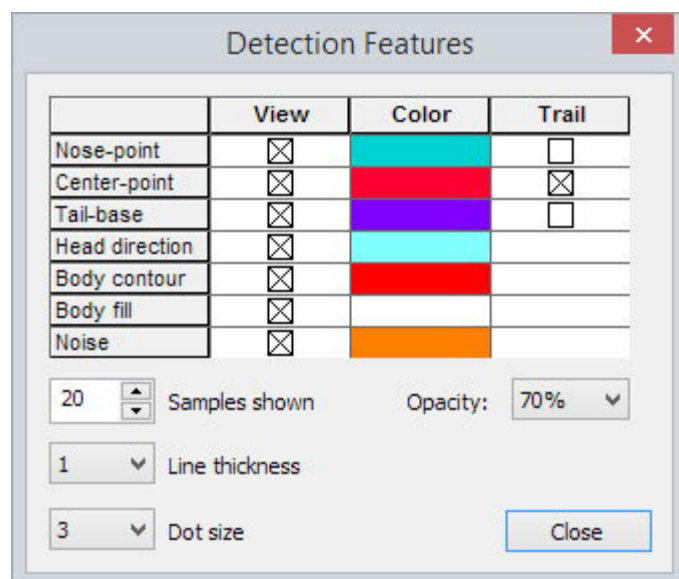 Detection Features
View Color Trail
Nose-point
Center-point
Tail-base
Head direction
Body contour
Body fill
Noise
20 Samples shown Opacity: 70%
1 Line thickness
3 Dot size Close